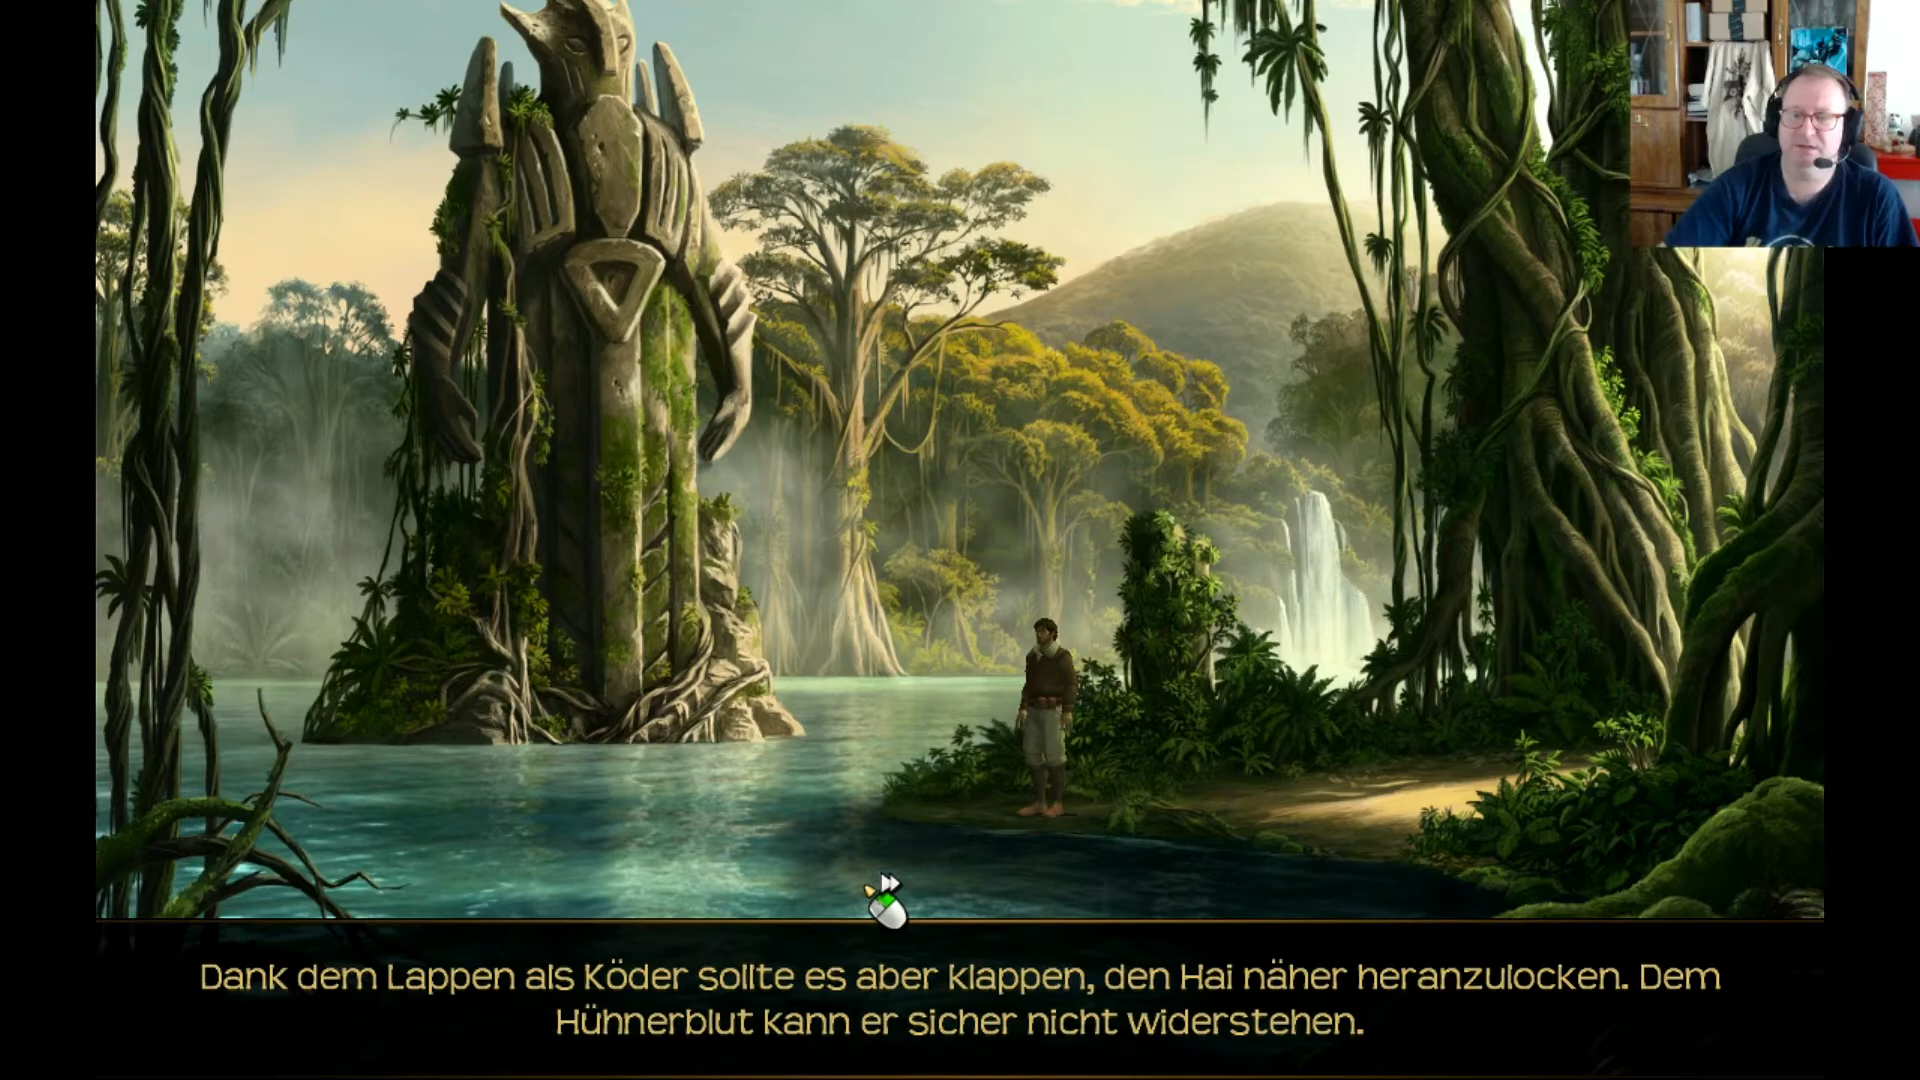 Dank dem Lappen als Köder sollte es aber klappen, den Hai näher heranzulocken. Dem
Hühnerblut kann er sicher nicht widerstehen.